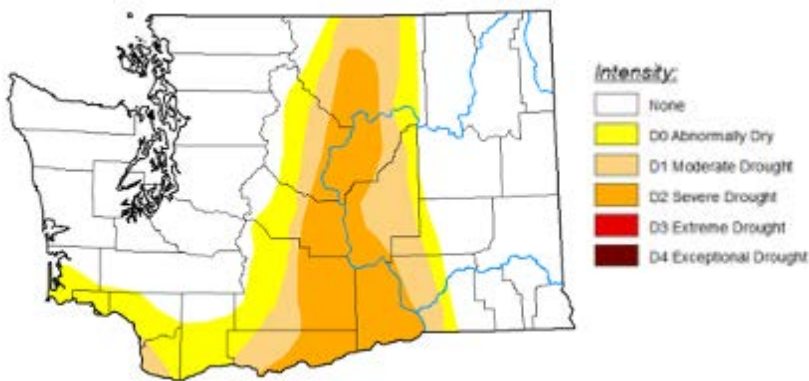 Intensity:
None
D0 Abnormally Dry
D1 Moderate Drought
D2 Severe Drought
D3 Extreme Drought
D4 Exceptional Drought